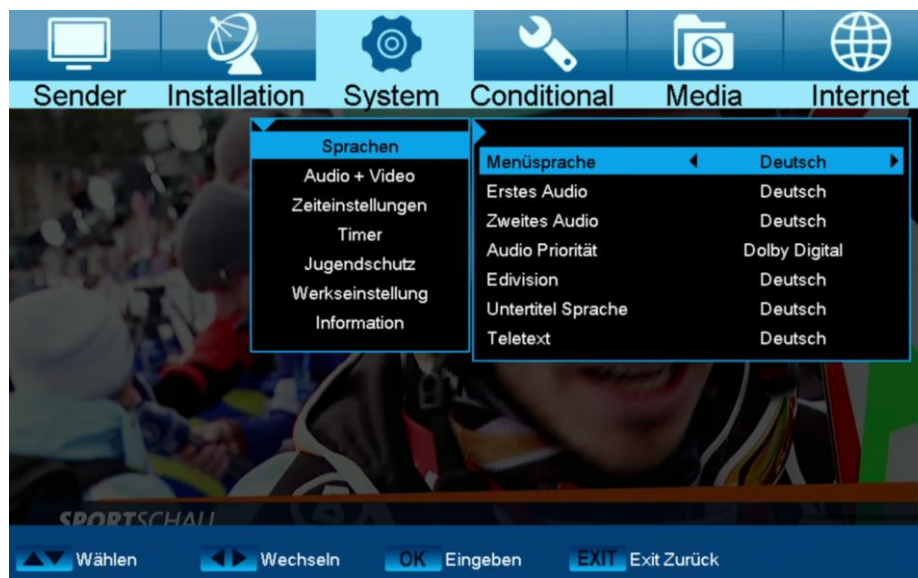 Sender Installation System Conditional Media Internet
Sprachen
Audio + Video
Zeiteinstellungen
Timer
Jugendschutz
Werkseinstellung
Information
Menüsprache Deutsch
Erstes Audio Deutsch
Zweites Audio Deutsch
Audio Priorität Dolby Digital
Edivision Deutsch
Untertitel Sprache Deutsch
Teletext Deutsch
SPORTSCHAU
Wählen Wechseln OK Eingeben EXIT Exit Zurück